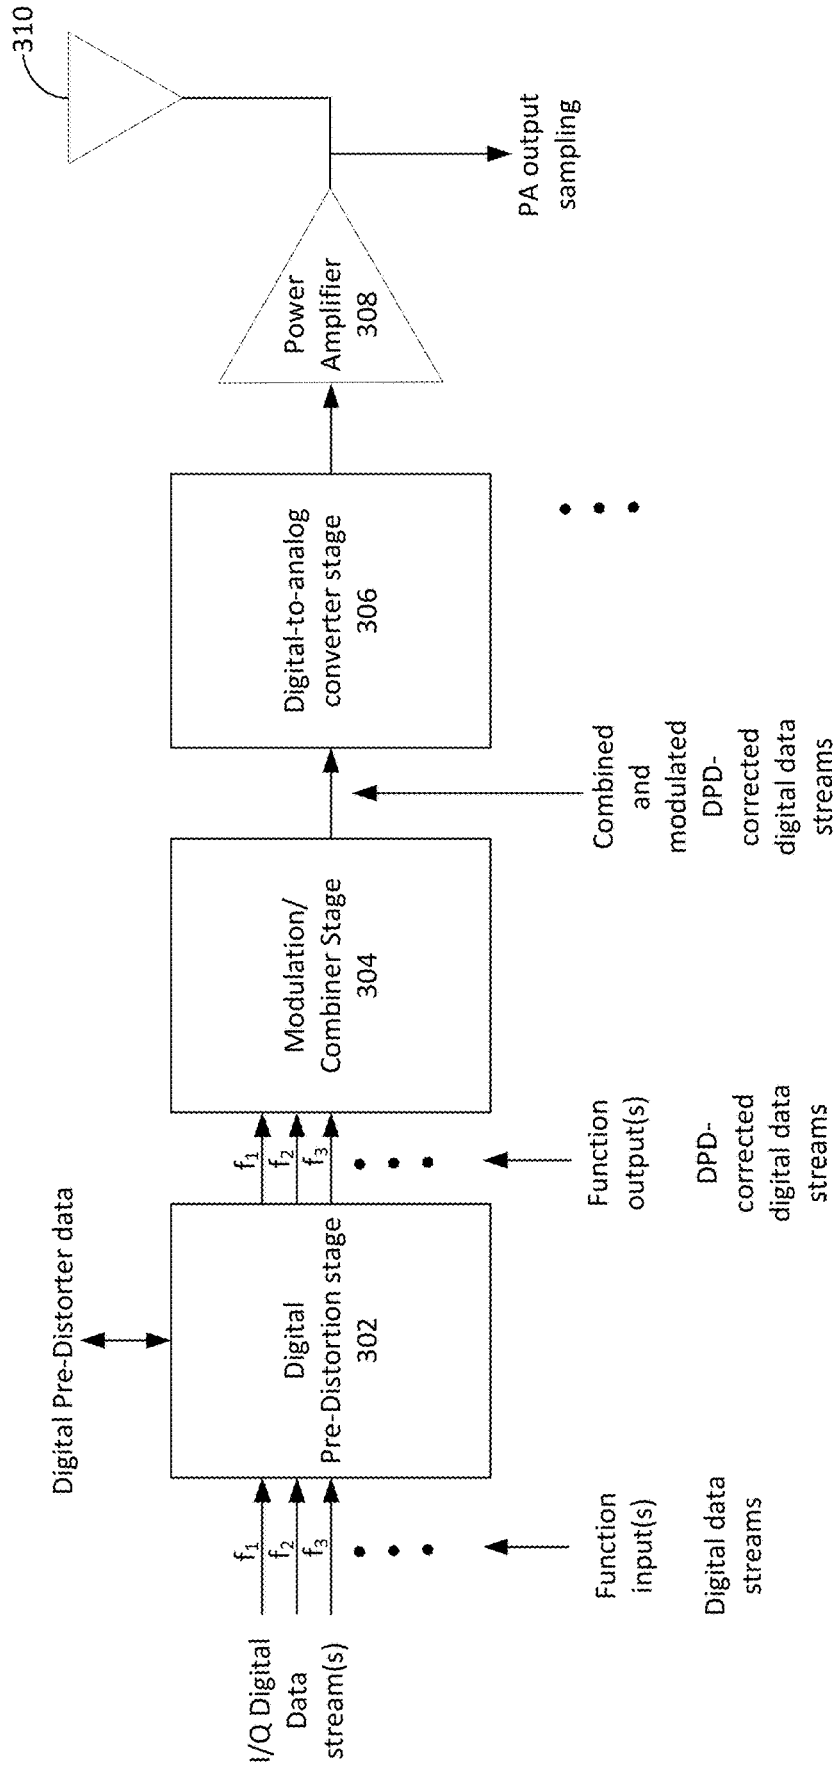 310
Digital Pre-Distorter data
I/Q Digital
Data
stream(s)
f1
f2
f3
Digital
Pre-Distortion stage
302
f1
f2
f3
Modulation/
Combiner Stage
304
Digital-to-analog
converter stage
306
Power
Amplifier
308
PA output
sampling
Function
input(s)
Digital data
streams
Function
output(s)
DPD-
corrected
digital data
streams
Combined
and
modulated
DPD-
corrected
digital data
streams